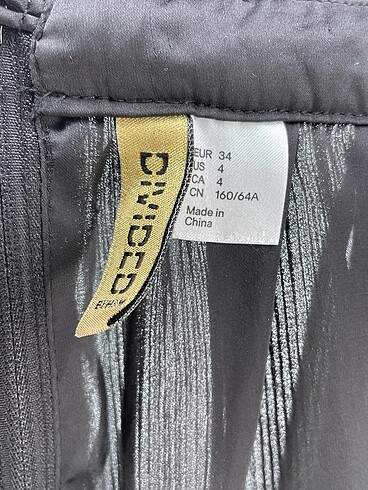 DIVIDED
EUR 34
US 4
CA 4
CN 160/64A
Made in
China